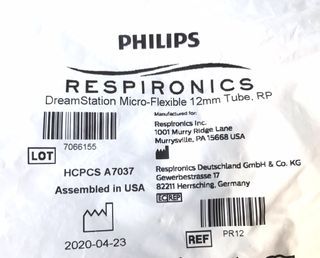 PHILIPS
RESPIRONICS
DreamStation Micro-Flexible 12mm Tube, RP
Manufactured for:
Respironics Inc.
1001 Murry Ridge Lane
Murrysville, PA 15668 USA
LOT
7066155
HCPCS A7037
Assembled in USA
2020-04-23
Respironics Deutschland GmbH & Co. KG
Gewerbestrasse 17
82211 Herrsching, Germany
EC REP
REF
PR12